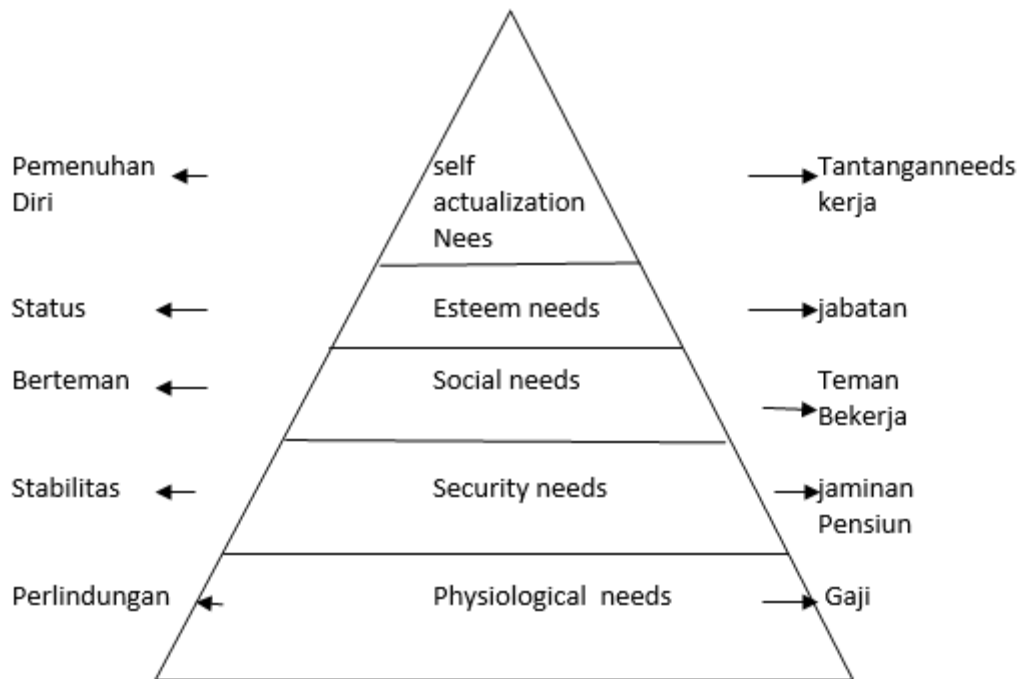 Pemenuhan
Diri
self
actualization
Nees
Tantanganneeds
kerja
Status
Esteem needs
jabatan
Berteman
Social needs
Teman
Bekerja
Stabilitas
Security needs
jaminan
Pensiun
Perlindungan
Physiological needs
Gaji